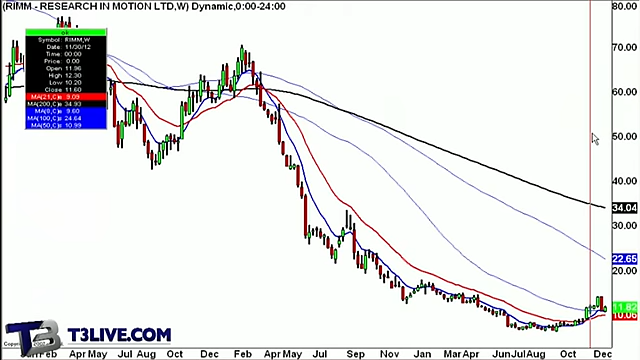 (RIMM - RESEARCH IN MOTION LTD,W) Dynamic,0:00-24:00
ok
Symbol: RIMM,W
Date: 11/30/12
Time: 00:00
Price: 0.00
Open 11.96
High 12.30
Low 10.20
Close 11.60
MA(21,C)= 9.09
MA(200,C)= 34.93
MA(8,C)= 9.60
MA(100,C)= 24.64
MA(50,C)= 10.99
80.00
70.00
60.00
50.00
40.00
34.04
30.00
22.65
20.00
11.82
10.06
T3 T3LIVE.COM
Feb Apr May Jul Aug Oct Dec Feb Apr May Jul Sep Nov Jan Mar Apr Jun Jul Aug Oct Dec